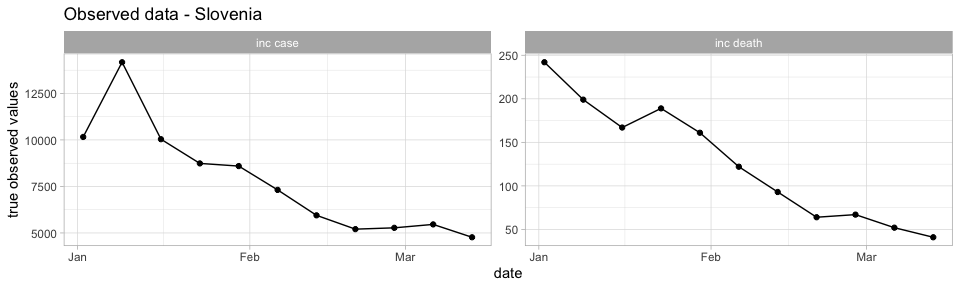 Observed data - Slovenia
inc case
inc death
true observed values
12500
10000
7500
5000
250
200
150
100
50
Jan
Feb
Mar
Jan
Feb
Mar
date